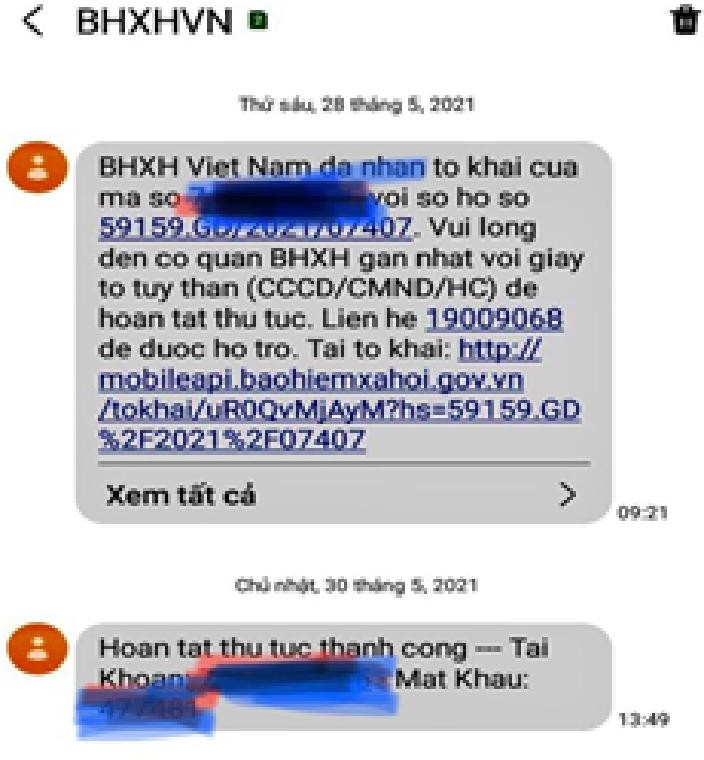 BHXHVN
Thứ sáu, 28 tháng 5, 2021
BHXH Viet Nam da nhan to khai cua
ma so voi so ho so
59159.GD/2021/07407. Vui long
den co quan BHXH gan nhat voi giay
to tuy than (CCCD/CMND/HC) de
hoan tat thu tuc. Lien he 19009068
de duoc ho tro. Tai to khai: http://
mobileapi.baohiemxahoi.gov.vn
/tokhai/uR0QvMjAyM?hs=59159.GD
%2F2021%2F07407
Xem tất cả
09:21
Chủ nhật, 30 tháng 5, 2021
Hoan tat thu tuc thanh cong --- Tai
Khoan: Mat Khau:
13:49